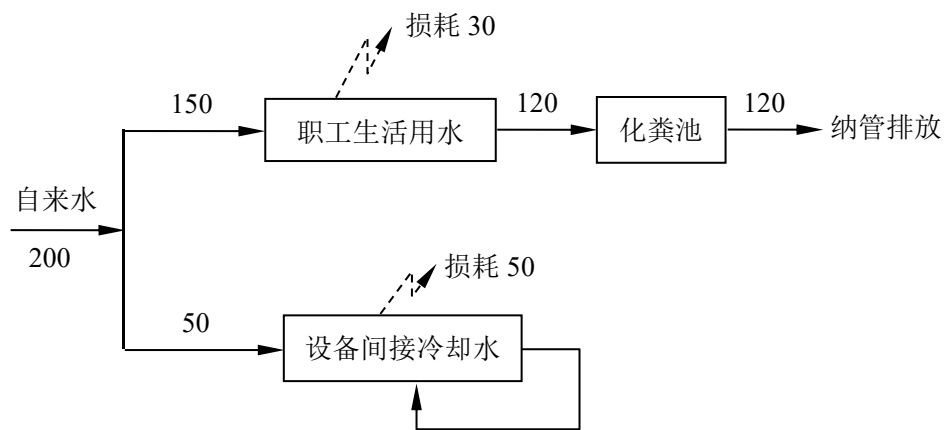 损耗 30
150
职工生活用水
120
化粪池
120
纳管排放
自来水
200
损耗 50
50
设备间接冷却水